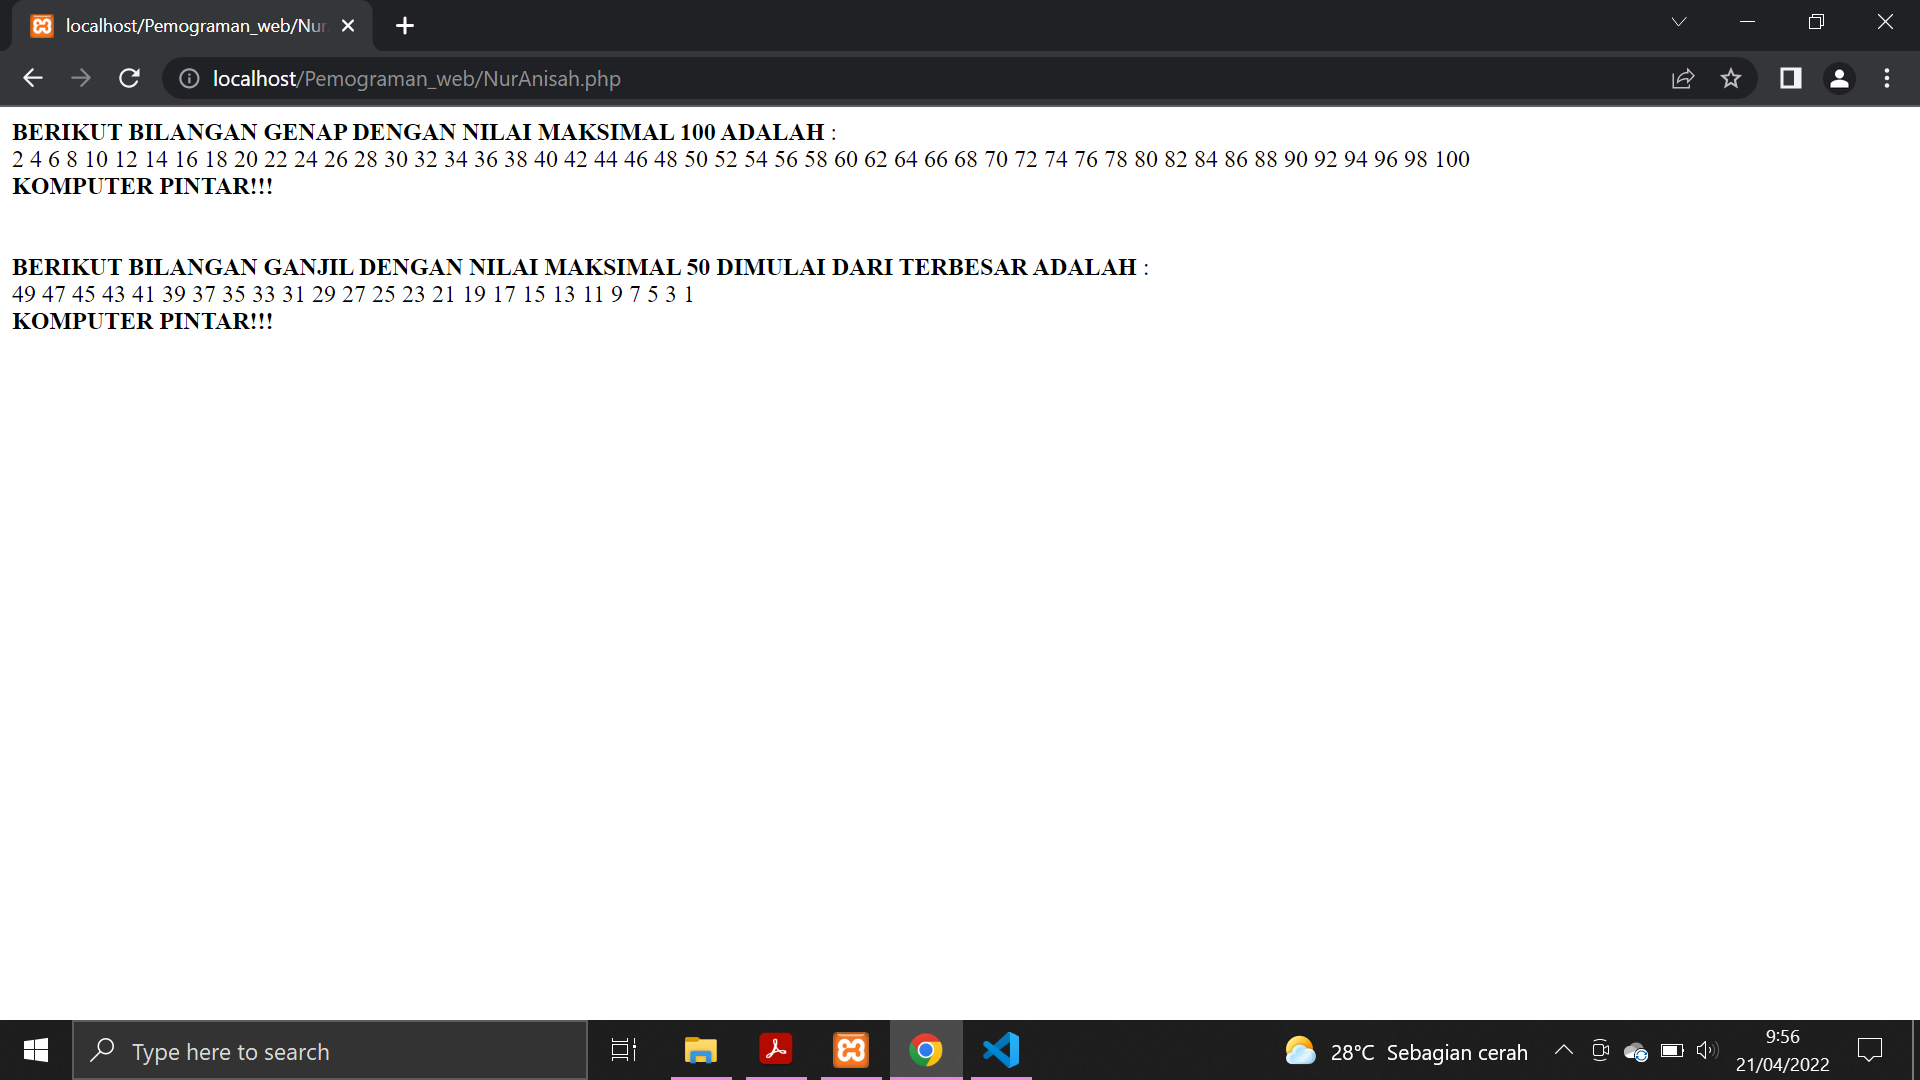 localhost/Pemograman_web/Nur
localhost/Pemograman_web/NurAnisah.php
BERIKUT BILANGAN GENAP DENGAN NILAI MAKSIMAL 100 ADALAH :
2 4 6 8 10 12 14 16 18 20 22 24 26 28 30 32 34 36 38 40 42 44 46 48 50 52 54 56 58 60 62 64 66 68 70 72 74 76 78 80 82 84 86 88 90 92 94 96 98 100
KOMPUTER PINTAR!!!
BERIKUT BILANGAN GANJIL DENGAN NILAI MAKSIMAL 50 DIMULAI DARI TERBESAR ADALAH :
49 47 45 43 41 39 37 35 33 31 29 27 25 23 21 19 17 15 13 11 9 7 5 3 1
KOMPUTER PINTAR!!!
Type here to search
28°C Sebagian cerah
9:56
21/04/2022